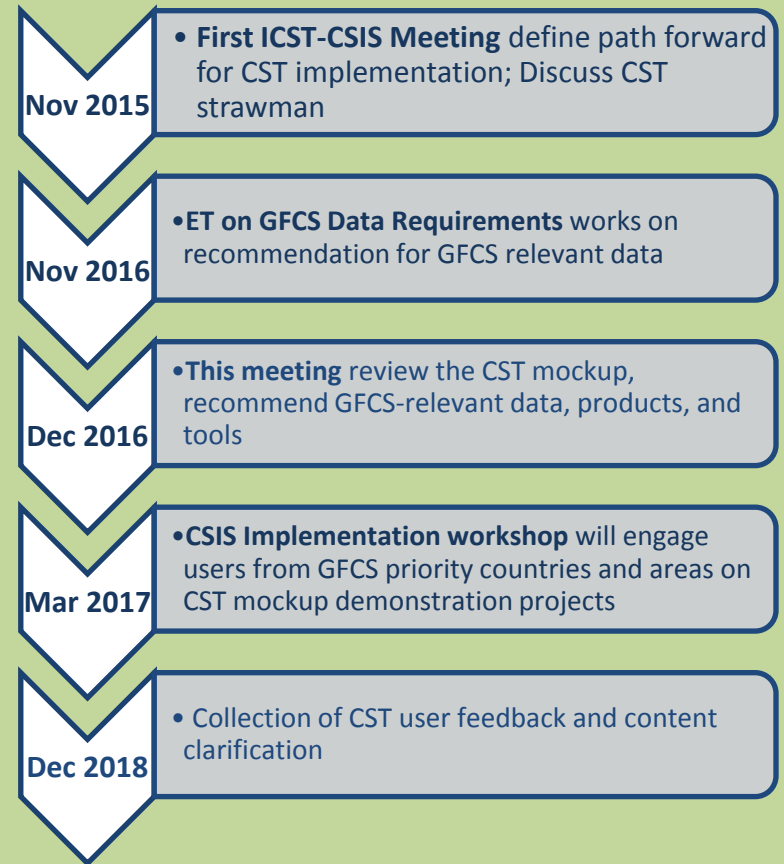 Nov 2015
• First ICST-CSIS Meeting define path forward
for CST implementation; Discuss CST
strawman
Nov 2016
•ET on GFCS Data Requirements works on
recommendation for GFCS relevant data
Dec 2016
•This meeting review the CST mockup,
recommend GFCS-relevant data, products, and
tools
Mar 2017
•CSIS Implementation workshop will engage
users from GFCS priority countries and areas on
CST mockup demonstration projects
Dec 2018
• Collection of CST user feedback and content
clarification